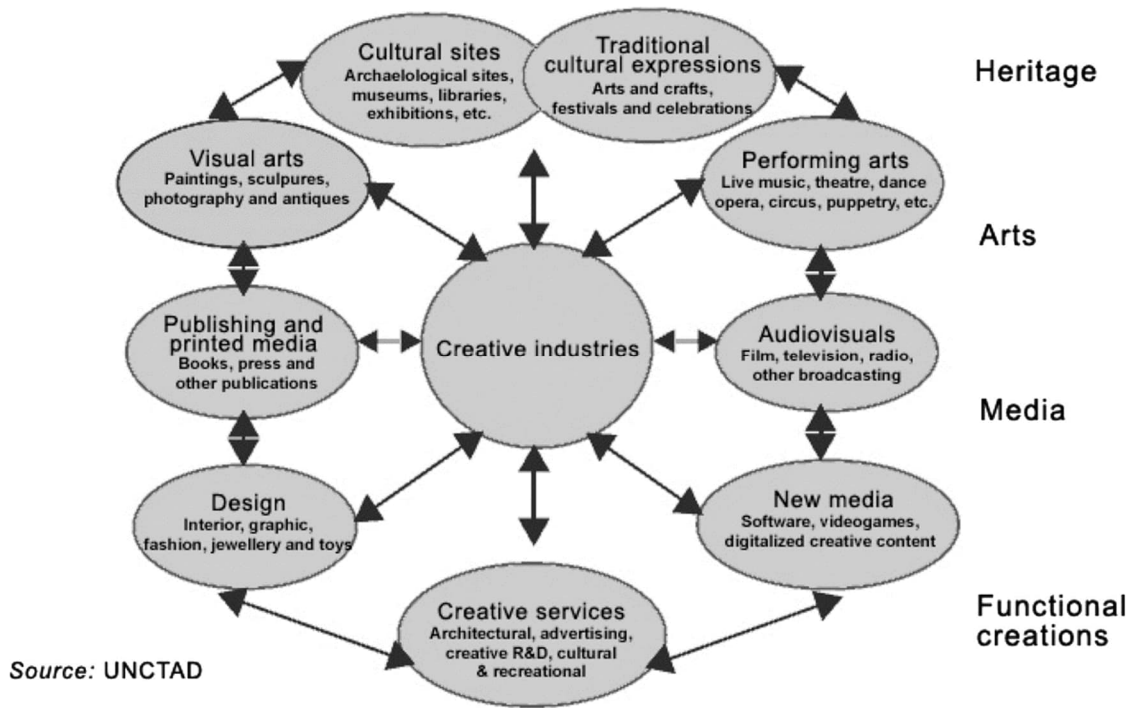 Cultural sites
Archaelological sites,
museums, libraries,
exhibitions, etc.
Traditional
cultural expressions
Arts and crafts,
festivals and celebrations
Heritage
Visual arts
Paintings, sculpures,
photography and antiques
Performing arts
Live music, theatre, dance
opera, circus, puppetry, etc.
Arts
Publishing and
printed media
Books, press and
other publications
Creative industries
Audiovisuals
Film, television, radio,
other broadcasting
Media
Design
Interior, graphic,
fashion, jewellery and toys
New media
Software, videogames,
digitalized creative content
Creative services
Architectural, advertising,
creative R&D, cultural
& recreational
Functional
creations
Source: UNCTAD